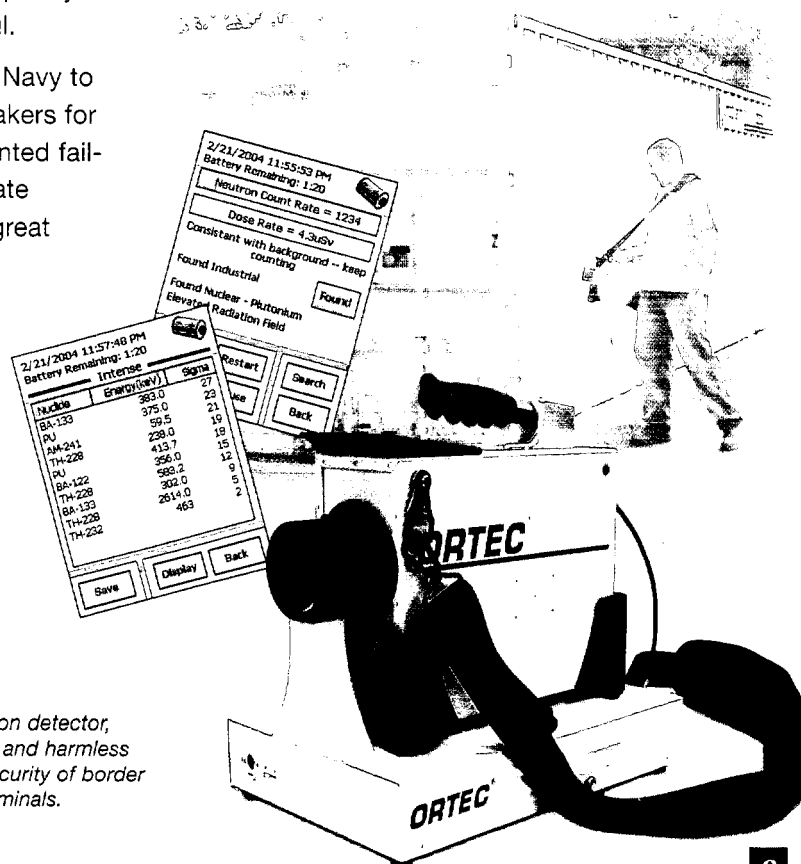 l.
Navy to
akers for
nted fail-
ate
great
2/21/2004 11:55:53 PM
Battery Remaining: 1:20
Neutron Count Rate = 1234
Dose Rate = 4.3uSv
Consistant with background -- keep
counting
Found Industrial
Found
Found Nuclear - Plutonium
Elevated Radiation Field
Restart
Search
use
Back
2/21/2004 11:57:48 PM
Battery Remaining: 1:20
Intense
Nuclide Energy(keV) Sigma
BA-133 383.0 27
PU 375.0 23
AM-241 59.5 21
TH-228 238.0 19
PU 413.7 18
BA-122 356.0 15
TH-228 583.2 12
BA-133 302.0 9
TH-228 2614.0 5
TH-232 463 2
Save Display Back
ORTEC
ORTEC
on detector,
and harmless
curity of border
minals.